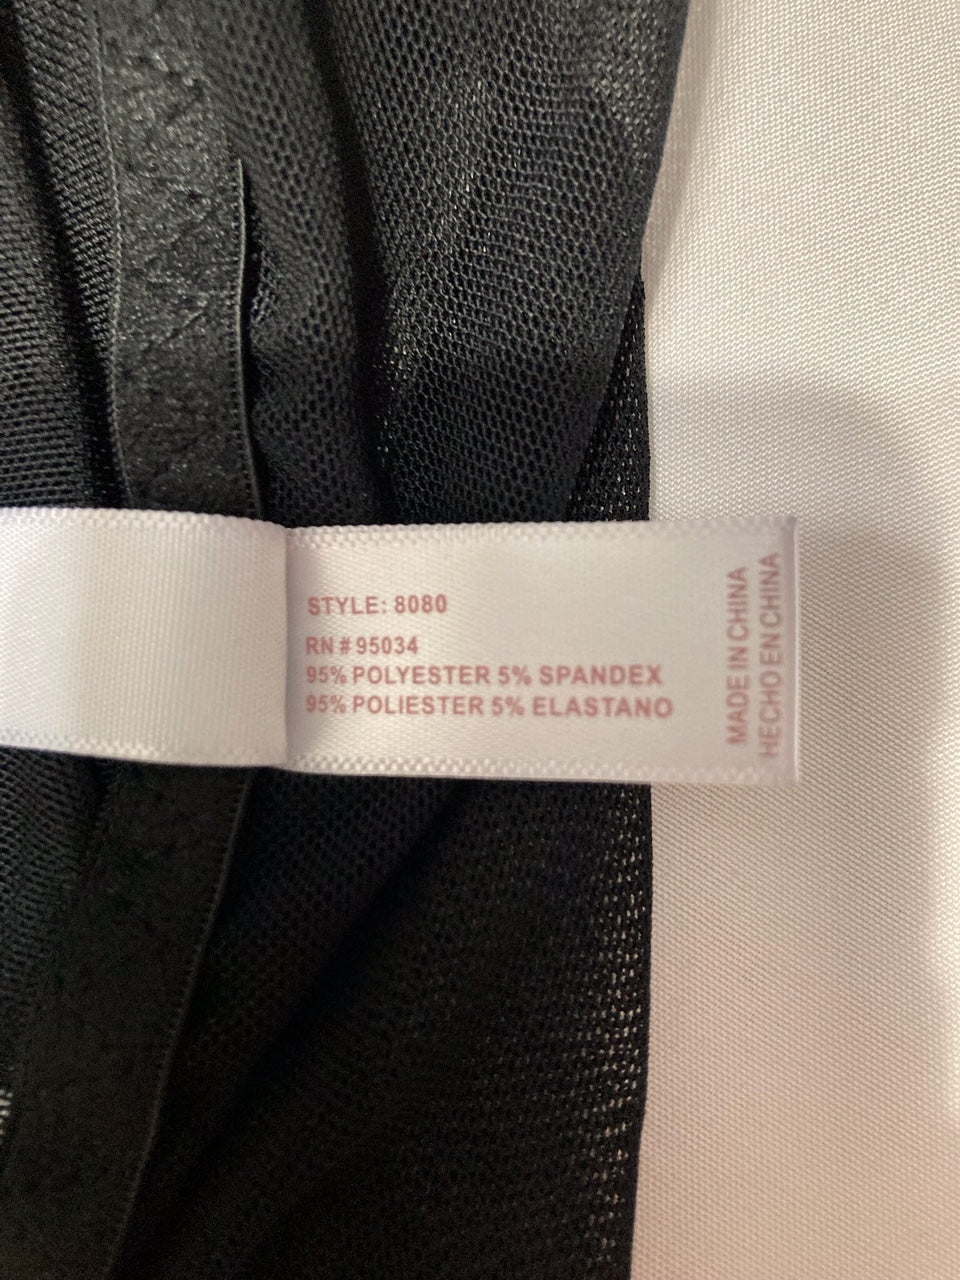 STYLE: 8080
RN # 95034
95% POLYESTER 5% SPANDEX
95% POLIESTER 5% ELASTANO
MADE IN CHINA
HECHO EN CHINA